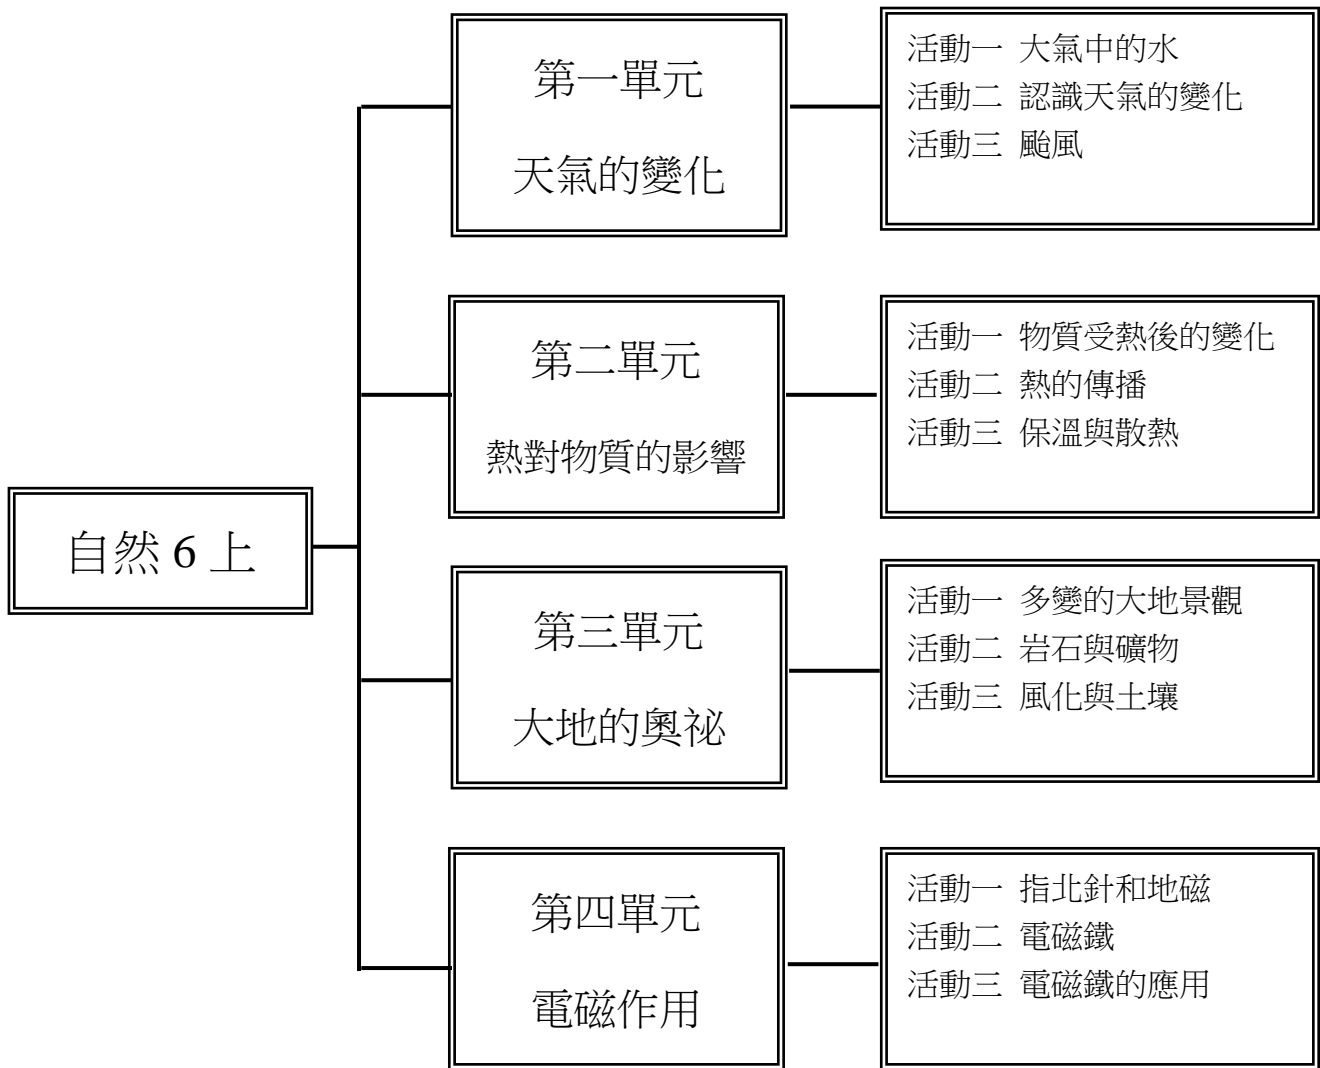 自然 6 上
第一單元
天氣的變化
活動一 大氣中的水
活動二 認識天氣的變化
活動三 颱風
第二單元
熱對物質的影響
活動一 物質受熱後的變化
活動二 熱的傳播
活動三 保溫與散熱
第三單元
大地的奧祕
活動一 多變的大地景觀
活動二 岩石與礦物
活動三 風化與土壤
第四單元
電磁作用
活動一 指北針和地磁
活動二 電磁鐵
活動三 電磁鐵的應用